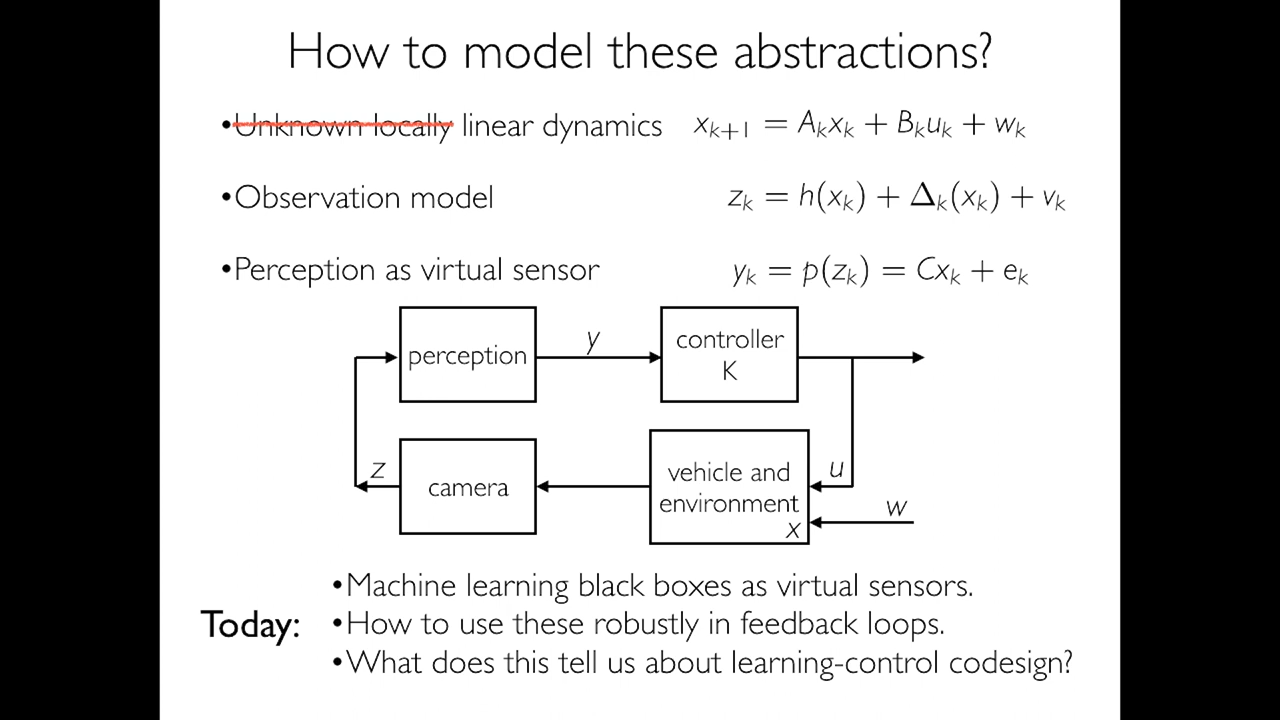 How to model these abstractions?
•Unknown locally linear dynamics x_{k+1} = A_k x_k + B_k u_k + w_k
•Observation model z_k = h(x_k) + Δ_k(x_k) + v_k
•Perception as virtual sensor y_k = p(z_k) = Cx_k + e_k
perception
y
controller
K
z
camera
vehicle and
environment
x
u
w
Today:
•Machine learning black boxes as virtual sensors.
•How to use these robustly in feedback loops.
•What does this tell us about learning-control codesign?